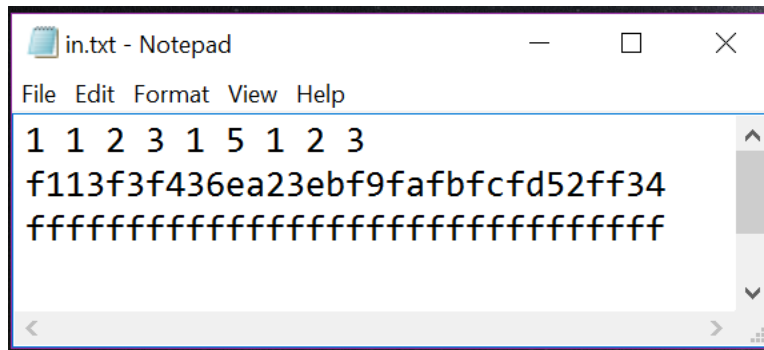 in.txt - Notepad
File Edit Format View Help
1 1 2 3 1 5 1 2 3
f113f3f436ea23ebf9fafbfcfd52ff34
ffffffffffffffffffffffffffffffff